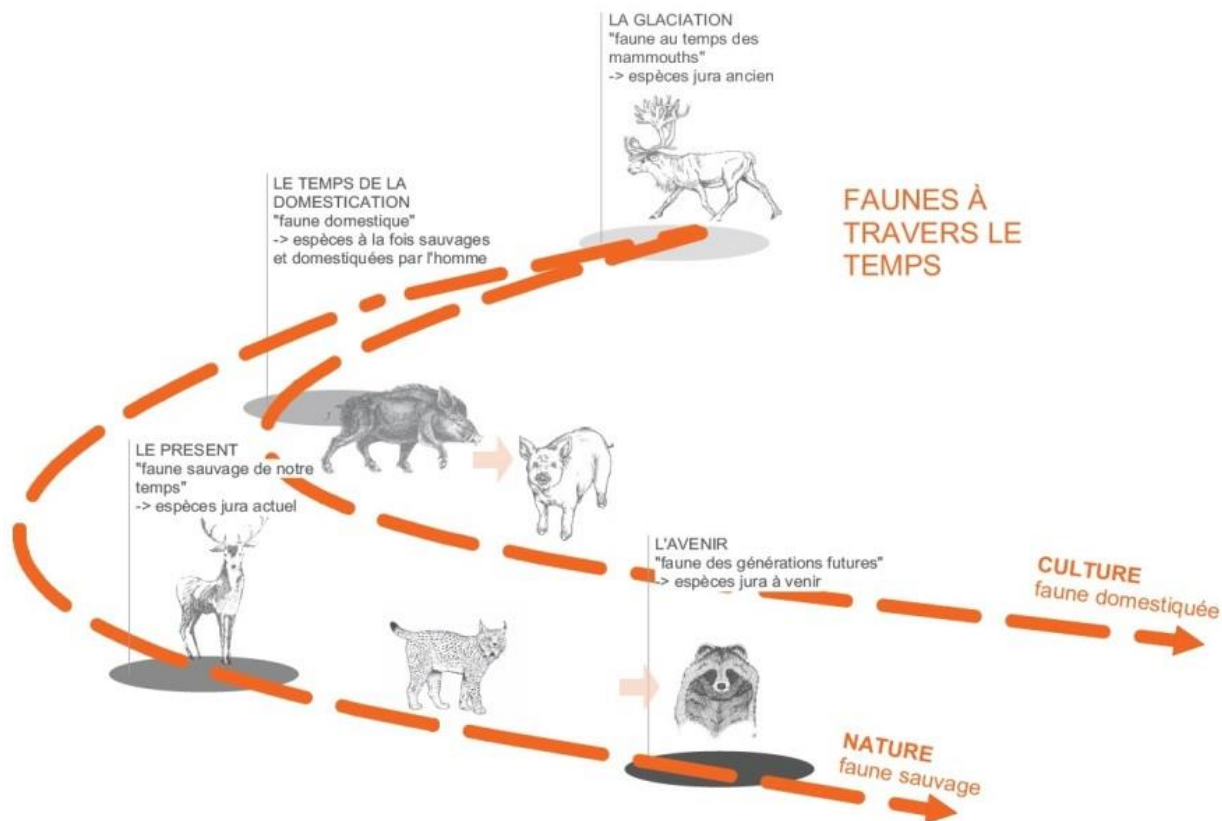 LA GLACIATION
"faune au temps des
mammouths"
-> espèces jura ancien
FAUNES À
TRAVERS LE
TEMPS
LE TEMPS DE LA
DOMESTICATION
"faune domestique"
-> espèces à la fois sauvages
et domestiquées par l'homme
LE PRESENT
"faune sauvage de notre
temps"
-> espèces jura actuel
L'AVENIR
"faune des générations futures"
-> espèces jura à venir
CULTURE
faune domestiquée
NATURE
faune sauvage